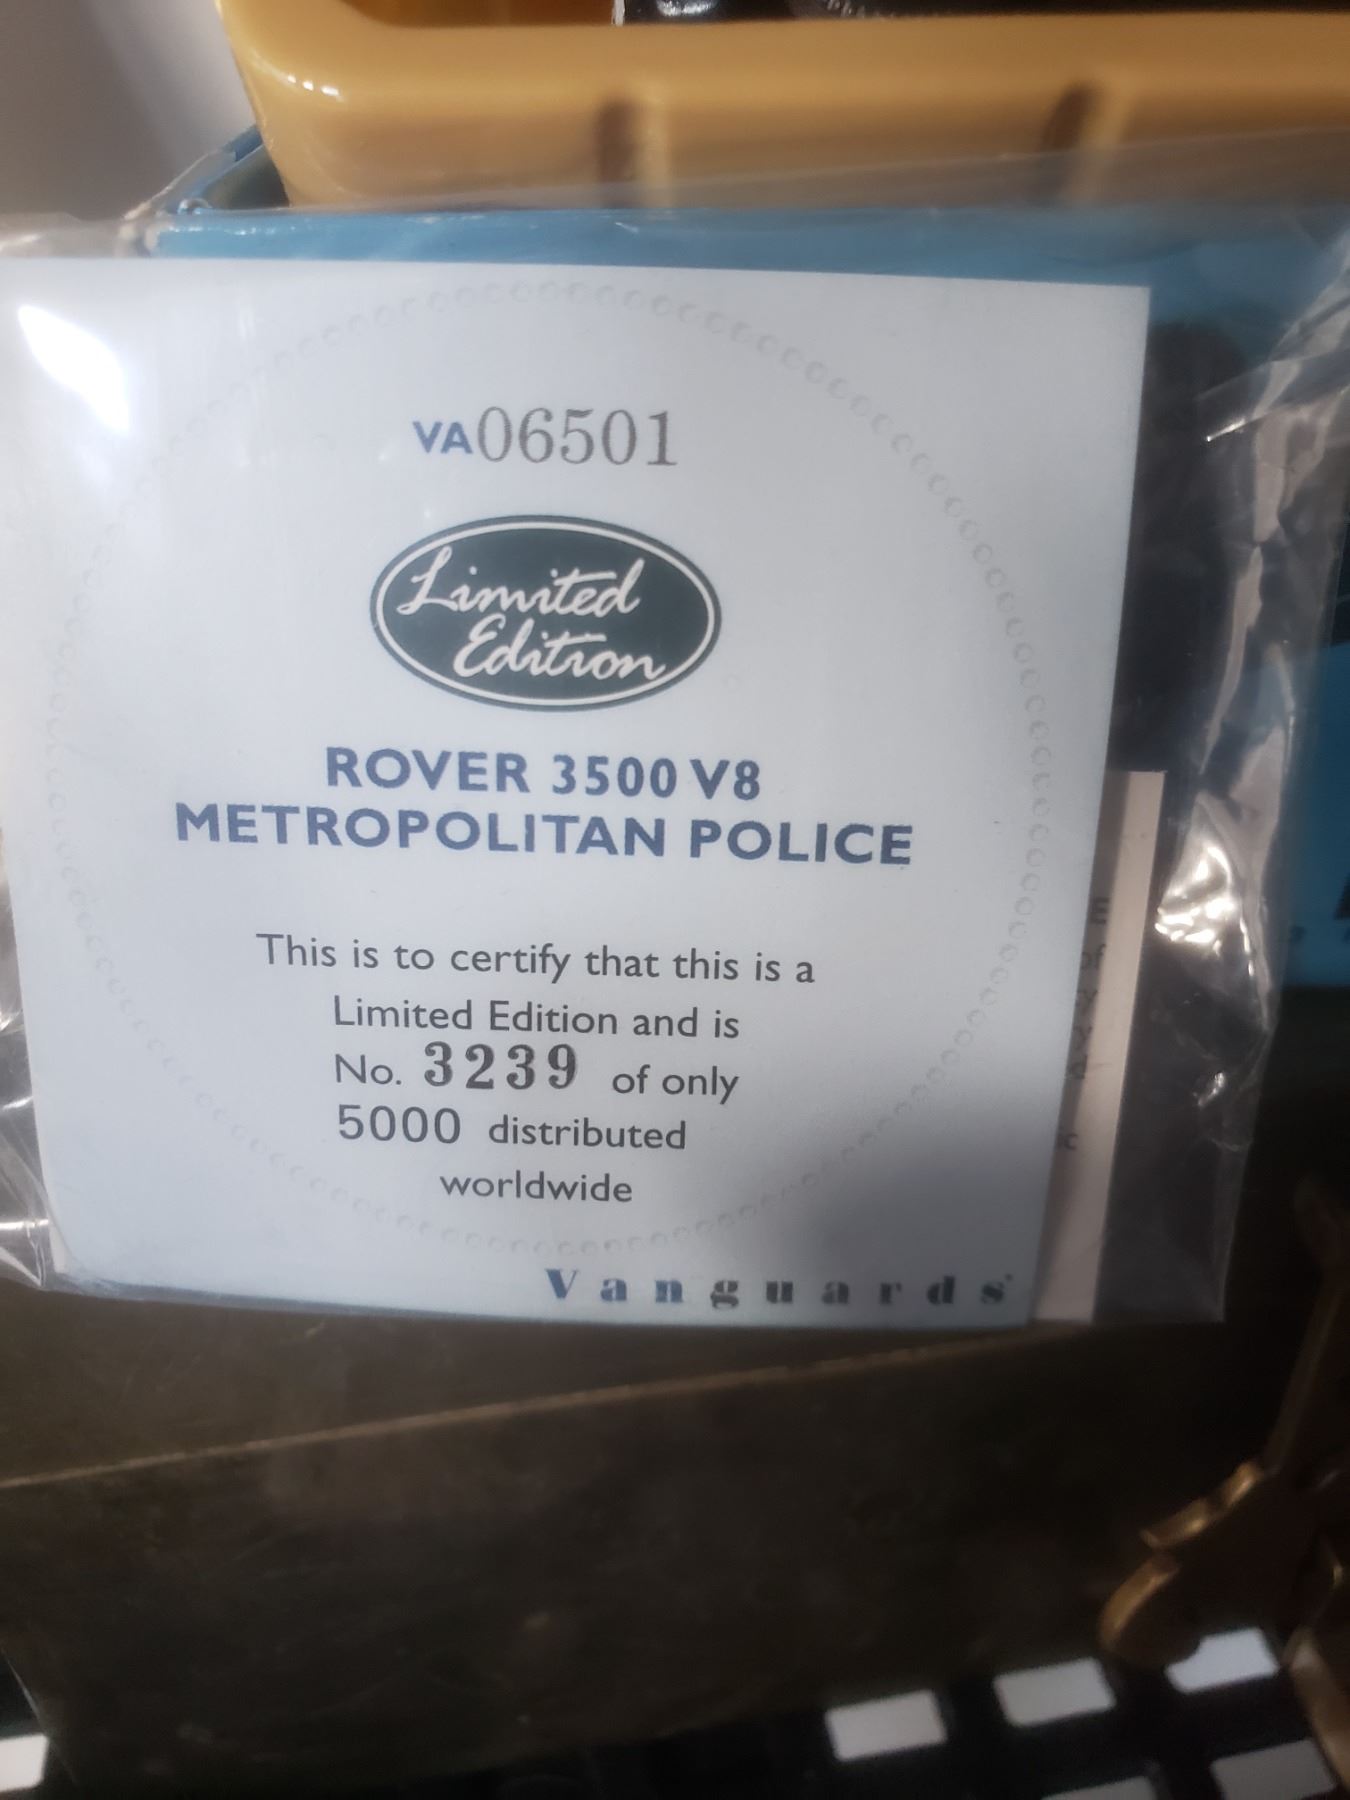 VA06501
Limited
Edition
ROVER 3500 V8
METROPOLITAN POLICE
This is to certify that this is a
Limited Edition and is
No. 3239 of only
5000 distributed
worldwide
Vanguards